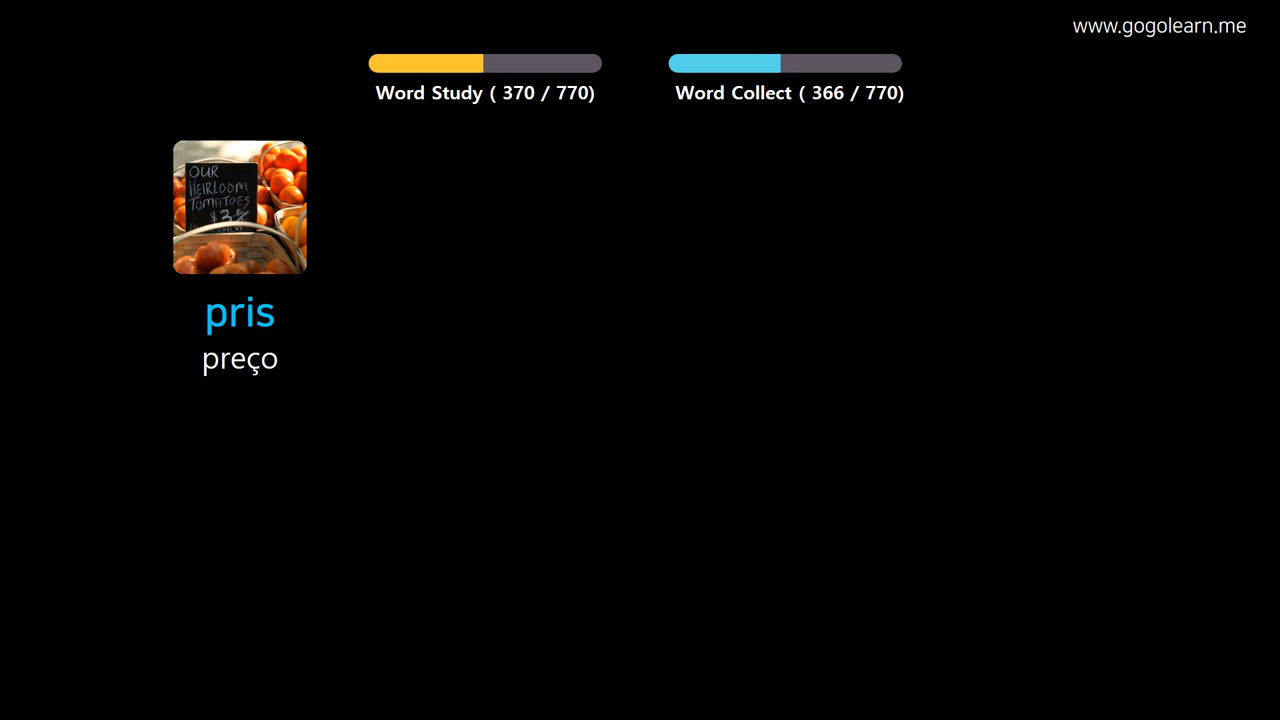 www.gogolearn.me
Word Study ( 370 / 770)
Word Collect ( 366 / 770)
OUR
HEIRLOOM
TOMATOES
pris
preço